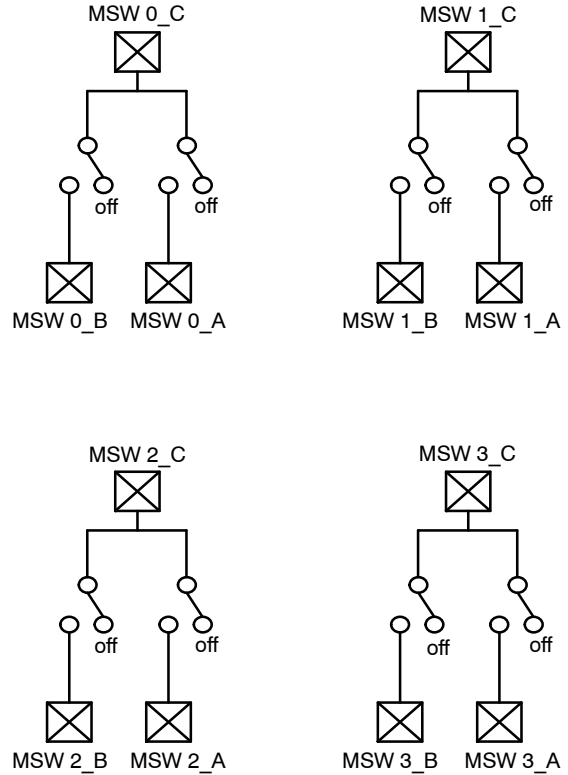 MSW 0_C
MSW 1_C
off
off
off
off
MSW 0_B
MSW 0_A
MSW 1_B
MSW 1_A
MSW 2_C
MSW 3_C
off
off
off
off
MSW 2_B
MSW 2_A
MSW 3_B
MSW 3_A